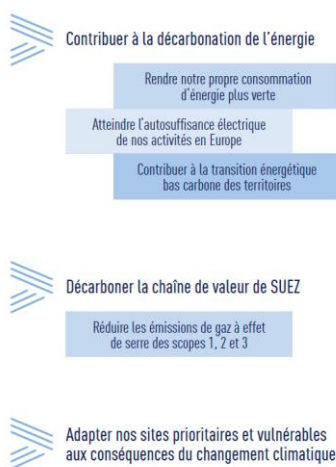 Contribuer à la décarbonation de l'énergie
Rendre notre propre consommation
d'énergie plus verte
Atteindre l'autosuffisance électrique
de nos activités en Europe
Contribuer à la transition énergétique
bas carbone des territoires
Décarboner la chaîne de valeur de SUEZ
Réduire les émissions de gaz à effet
de serre des scopes 1, 2 et 3
Adapter nos sites prioritaires et vulnérables
aux conséquences du changement climatique